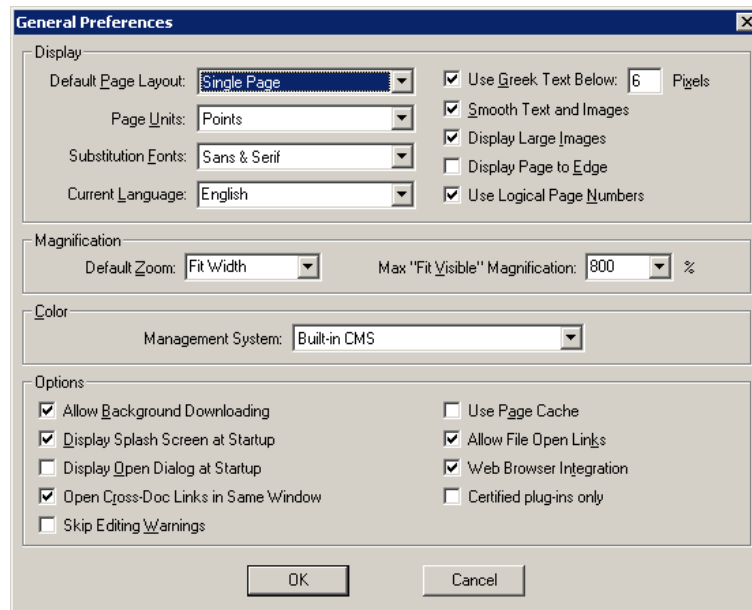 General Preferences
Display
Default Page Layout: Single Page
Page Units: Points
Substitution Fonts: Sans & Serif
Current Language: English
Use Greek Text Below: 6 Pixels
Smooth Text and Images
Display Large Images
Display Page to Edge
Use Logical Page Numbers
Magnification
Default Zoom: Fit Width Max "Fit Visible" Magnification: 800 %
Color
Management System: Built-in CMS
Options
Allow Background Downloading
Display Splash Screen at Startup
Display Open Dialog at Startup
Open Cross-Doc Links in Same Window
Skip Editing Warnings
Use Page Cache
Allow File Open Links
Web Browser Integration
Certified plug-ins only
OK Cancel